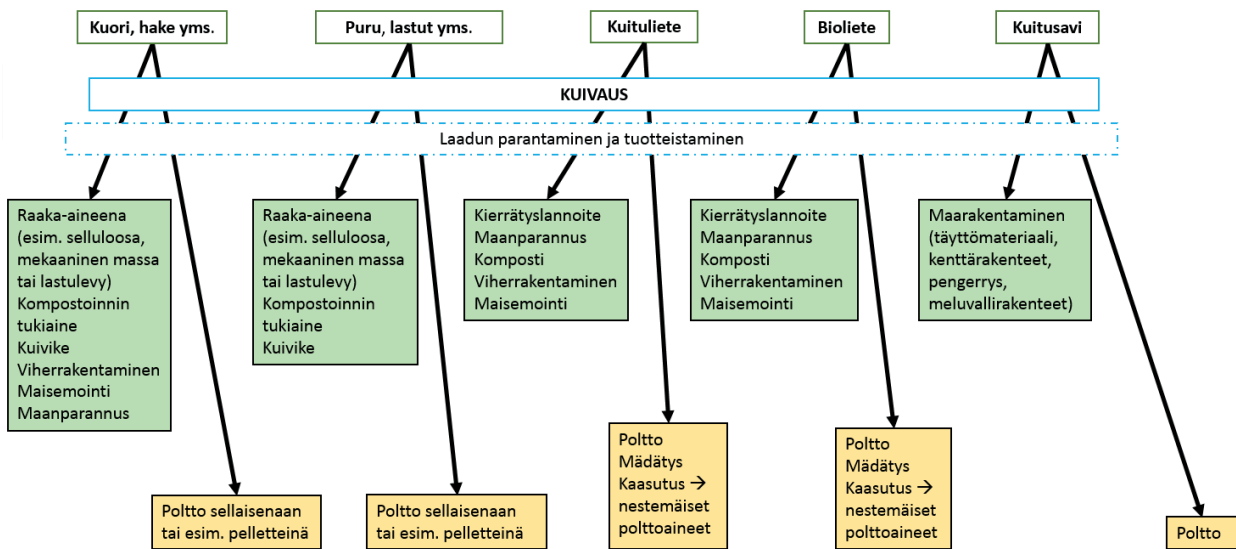 Kuori, hake yms.
Puru, lastut yms.
Kuituliete
Bioliete
Kuitusavi
KUIVAUS
Laadun parantaminen ja tuotteistaminen
Raaka-aineena
(esim. selluloosa,
mekaaninen massa
tai lastulevy)
Kompostoinnin
tukiaine
Kuivike
Viherrakentaminen
Maisemointi
Maanparannus
Raaka-aineena
(esim. selluloosa,
mekaaninen massa
tai lastulevy)
Kompostoinnin
tukiaine
Kuivike
Kierrätyslannoite
Maanparannus
Komposti
Viherrakentaminen
Maisemointi
Kierrätyslannoite
Maanparannus
Komposti
Viherrakentaminen
Maisemointi
Maarakentaminen
(täyttömateriaali,
kenttärakenteet,
pengerrys,
meluvallirakenteet)
Poltto sellaisenaan
tai esim. pelletteinä
Poltto sellaisenaan
tai esim. pelletteinä
Poltto
Mädätys
Kaasutus →
nestemäiset
polttoaineet
Poltto
Mädätys
Kaasutus →
nestemäiset
polttoaineet
Poltto